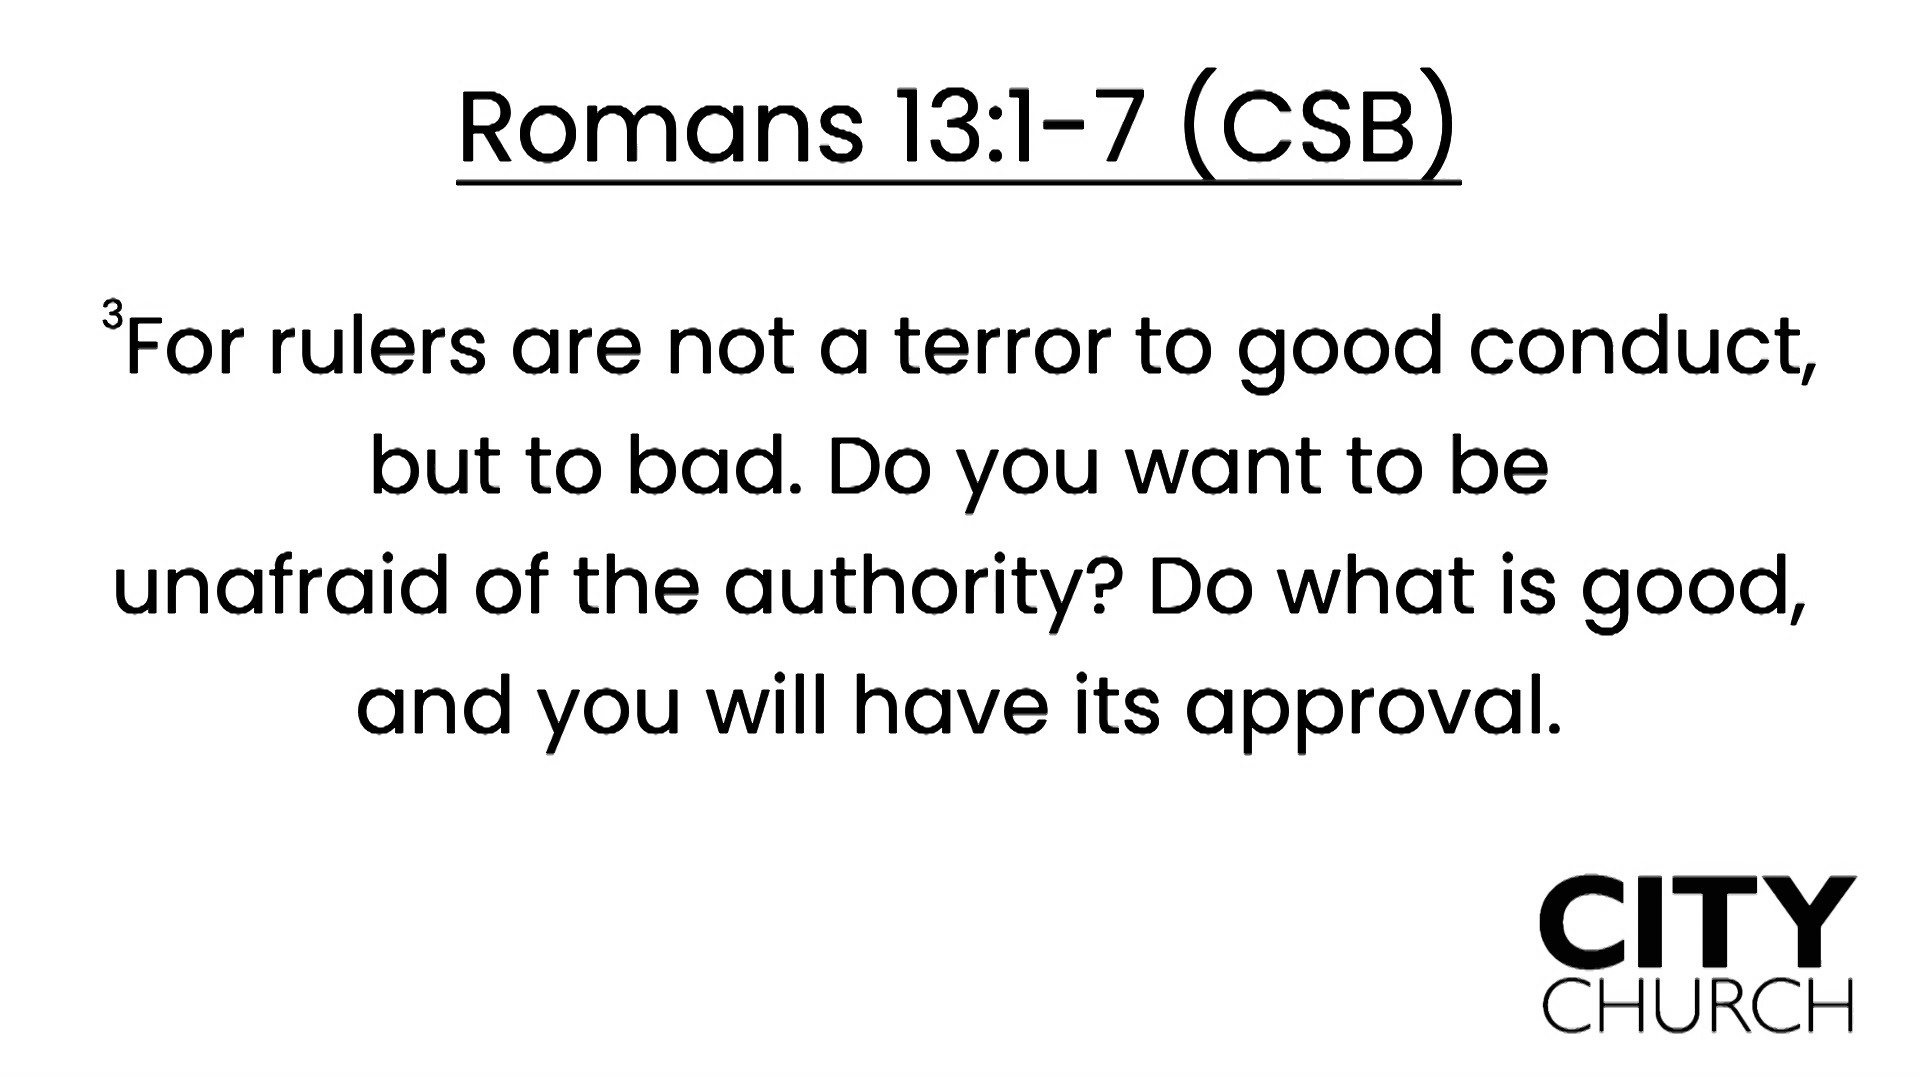 Romans 13:1-7 (CSB)
³For rulers are not a terror to good conduct,
but to bad. Do you want to be
unafraid of the authority? Do what is good,
and you will have its approval.
CITY
CHURCH